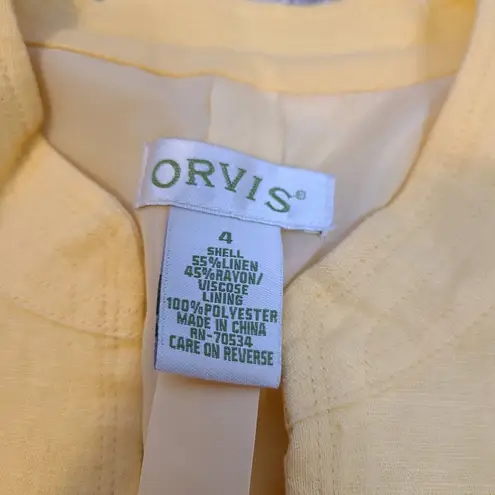 ORVIS®
4
SHELL
55%LINEN
45%RAYON/
VISCOSE
LINING
100%POLYESTER
MADE IN CHINA
RN-70534
CARE ON REVERSE